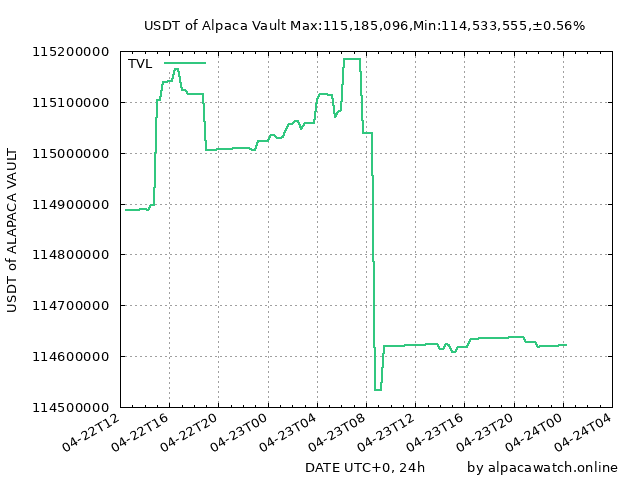 USDT of Alpaca Vault Max:115,185,096,Min:114,533,555,±0.56%
TVL
115200000
115100000
115000000
114900000
114800000
114700000
114600000
114500000
USDT of ALAPACA VAULT
04-22T12
04-22T16
04-22T20
04-23T00
04-23T04
04-23T08
04-23T12
04-23T16
04-23T20
04-24T00
04-24T04
DATE UTC+0, 24h
by alpacawatch.online